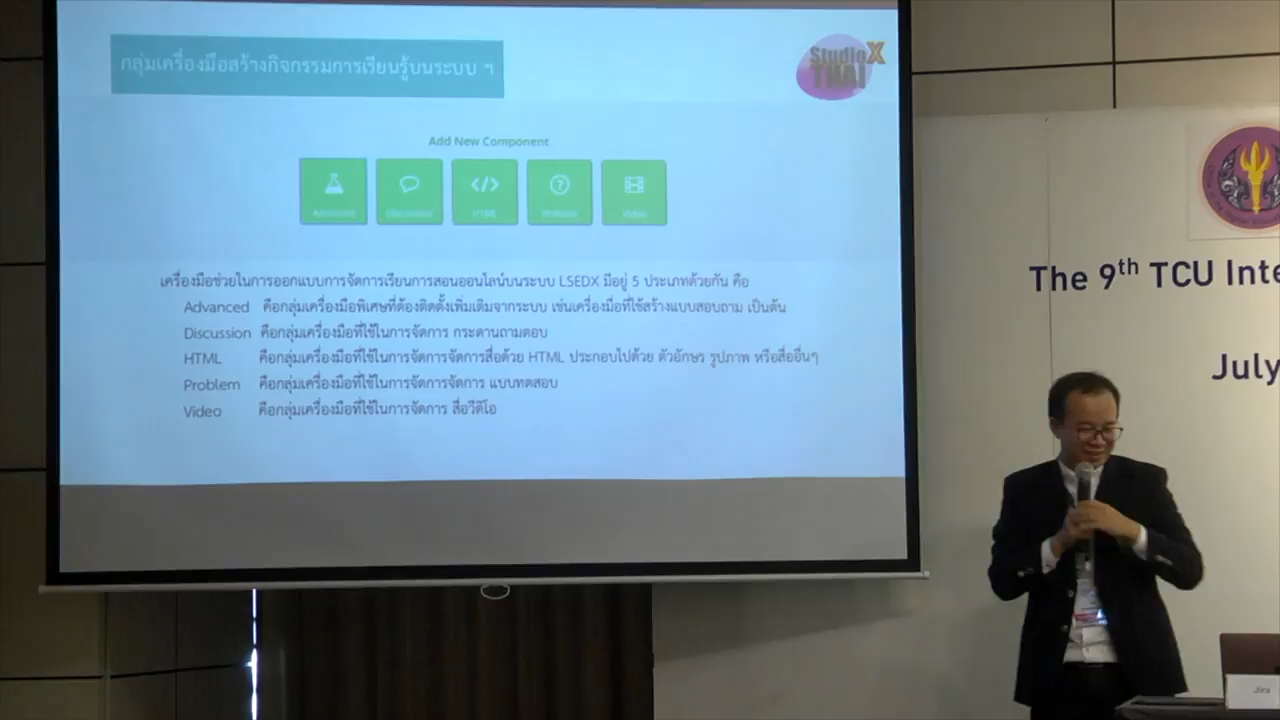 กลุ่มเครื่องมือสร้างกิจกรรมการเรียนรู้บนระบบ ฯ
StudioX
THAI
Add New Component
Advanced
Discussion
HTML
Problem
Video
เครื่องมือช่วยในการออกแบบการจัดการเรียนการสอนออนไลน์บนระบบ LSEDX มีอยู่ 5 ประเภทด้วยกัน คือ
Advanced คือกลุ่มเครื่องมือพิเศษที่ต้องติดตั้งเพิ่มเติมจากระบบ เช่นเครื่องมือที่ใช้สร้างแบบสอบถาม เป็นต้น
Discussion คือกลุ่มเครื่องมือที่ใช้ในการจัดการ กระดานถามตอบ
HTML คือกลุ่มเครื่องมือที่ใช้ในการจัดการจัดการสื่อด้วย HTML ประกอบไปด้วย ตัวอักษร รูปภาพ หรือสื่ออื่นๆ
Problem คือกลุ่มเครื่องมือที่ใช้ในการจัดการจัดการ แบบทดสอบ
Video คือกลุ่มเครื่องมือที่ใช้ในการจัดการ สื่อวีดิโอ
The 9th TCU Inte
July
Jira